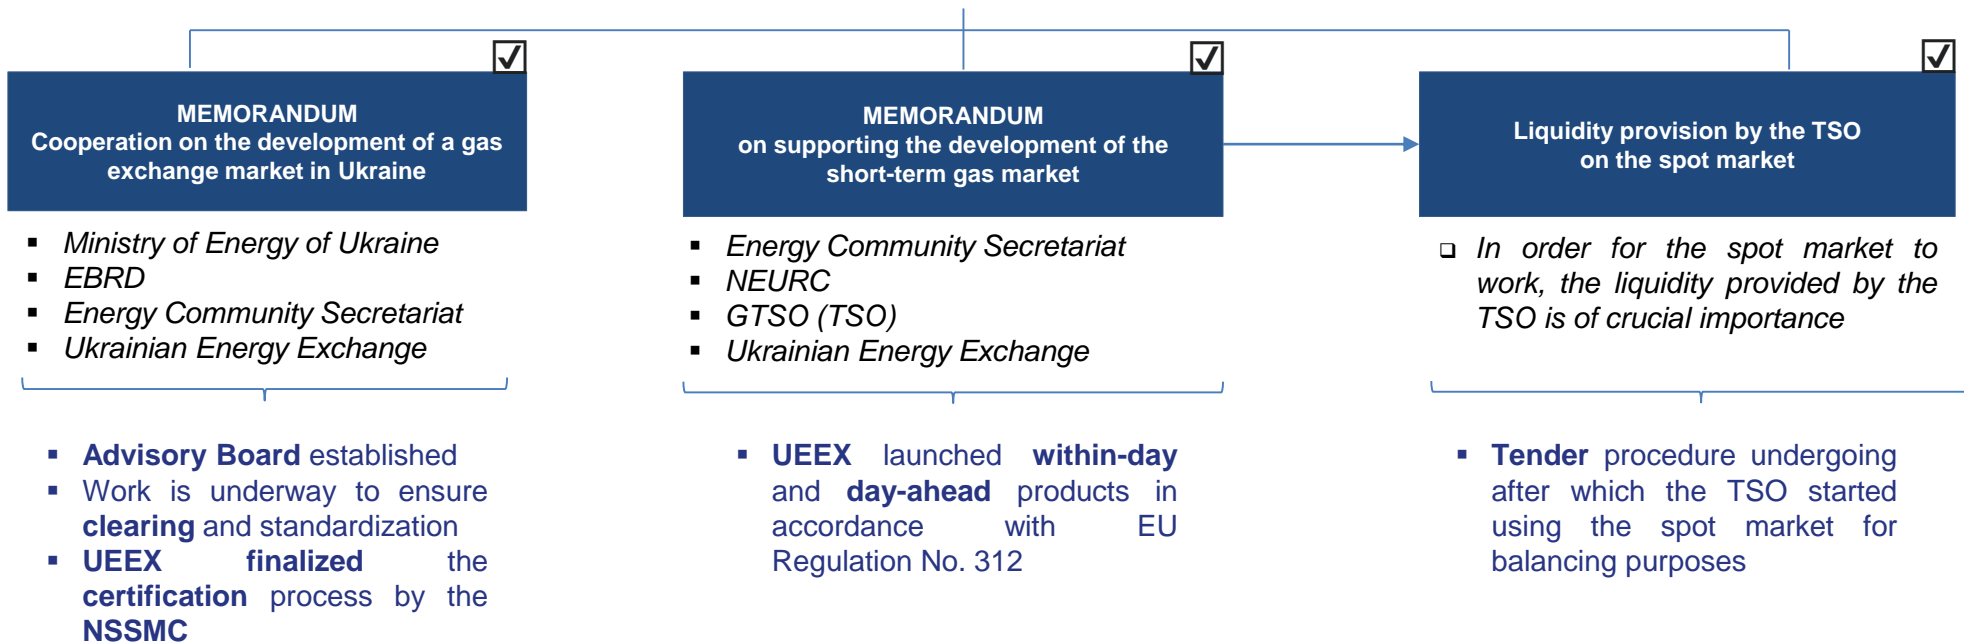 MEMORANDUM
Cooperation on the development of a gas
exchange market in Ukraine
▪ Ministry of Energy of Ukraine
▪ EBRD
▪ Energy Community Secretariat
▪ Ukrainian Energy Exchange
▪ Advisory Board established
▪ Work is underway to ensure
clearing and standardization
▪ UEEX finalized the
certification process by the
NSSMC
MEMORANDUM
on supporting the development of the
short-term gas market
▪ Energy Community Secretariat
▪ NEURC
▪ GTSO (TSO)
▪ Ukrainian Energy Exchange
▪ UEEX launched within-day
and day-ahead products in
accordance with EU
Regulation No. 312
Liquidity provision by the TSO
on the spot market
❑ In order for the spot market to
work, the liquidity provided by the
TSO is of crucial importance
▪ Tender procedure undergoing
after which the TSO started
using the spot market for
balancing purposes